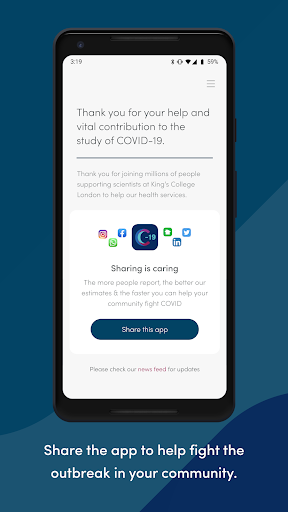 3:19
59%
Thank you for your help and
vital contribution to the
study of COVID-19.
Thank you for joining millions of people
supporting scientists at King's College
London to help our health services.
C-19
Sharing is caring
The more people report, the better our
estimates & the faster you can help your
community fight COVID
Share this app
Please check our news feed for updates
Share the app to help fight the
outbreak in your community.